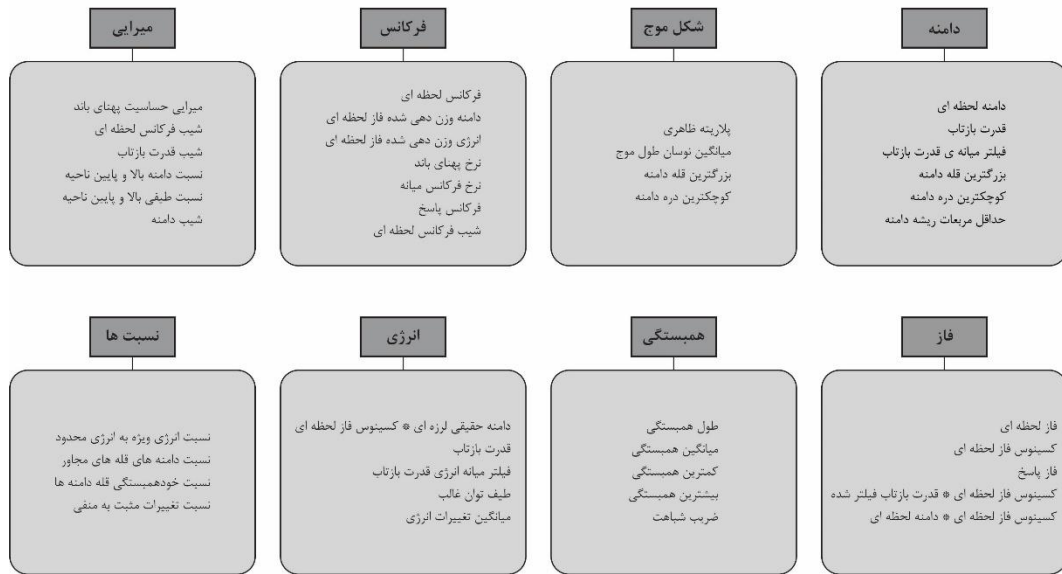 دامنه
دامنه لحظه ای
قدرت بازتاب
فیلتر میانه ی قدرت بازتاب
بزرگترین قله دامنه
کوچکترین دره دامنه
حداقل مربعات ریشه دامنه
شکل موج
پلاریته ظاهری
میانگین نوسان طول موج
بزرگترین قله دامنه
کوچکترین دره دامنه
فرکانس
فرکانس لحظه ای
دامنه وزن دهی شده فاز لحظه ای
انرژی وزن دهی شده فاز لحظه ای
نرخ پهنای باند
نرخ فرکانس میانه
فرکانس پاسخ
شیب فرکانس لحظه ای
میرایی
میرایی حساسیت پهنای باند
شیب فرکانس لحظه ای
شیب قدرت بازتاب
نسبت دامنه بالا و پایین ناحیه
نسبت طیفی بالا و پایین ناحیه
شیب دامنه
فاز
فاز لحظه ای
کسینوس فاز لحظه ای
فاز پاسخ
کسینوس فاز لحظه ای * قدرت بازتاب فیلتر شده
کسینوس فاز لحظه ای * دامنه لحظه ای
همبستگی
طول همبستگی
میانگین همبستگی
کمترین همبستگی
بیشترین همبستگی
ضریب شباهت
انرژی
دامنه حقیقی لرزه ای * کسینوس فاز لحظه ای
قدرت بازتاب
فیلتر میانه انرژی قدرت بازتاب
طیف توان غالب
میانگین تغییرات انرژی
نسبت ها
نسبت انرژی ویژه به انرژی محدود
نسبت دامنه های قله های مجاور
نسبت خودهمبستگی قله دامنه ها
نسبت تغییرات مثبت به منفی